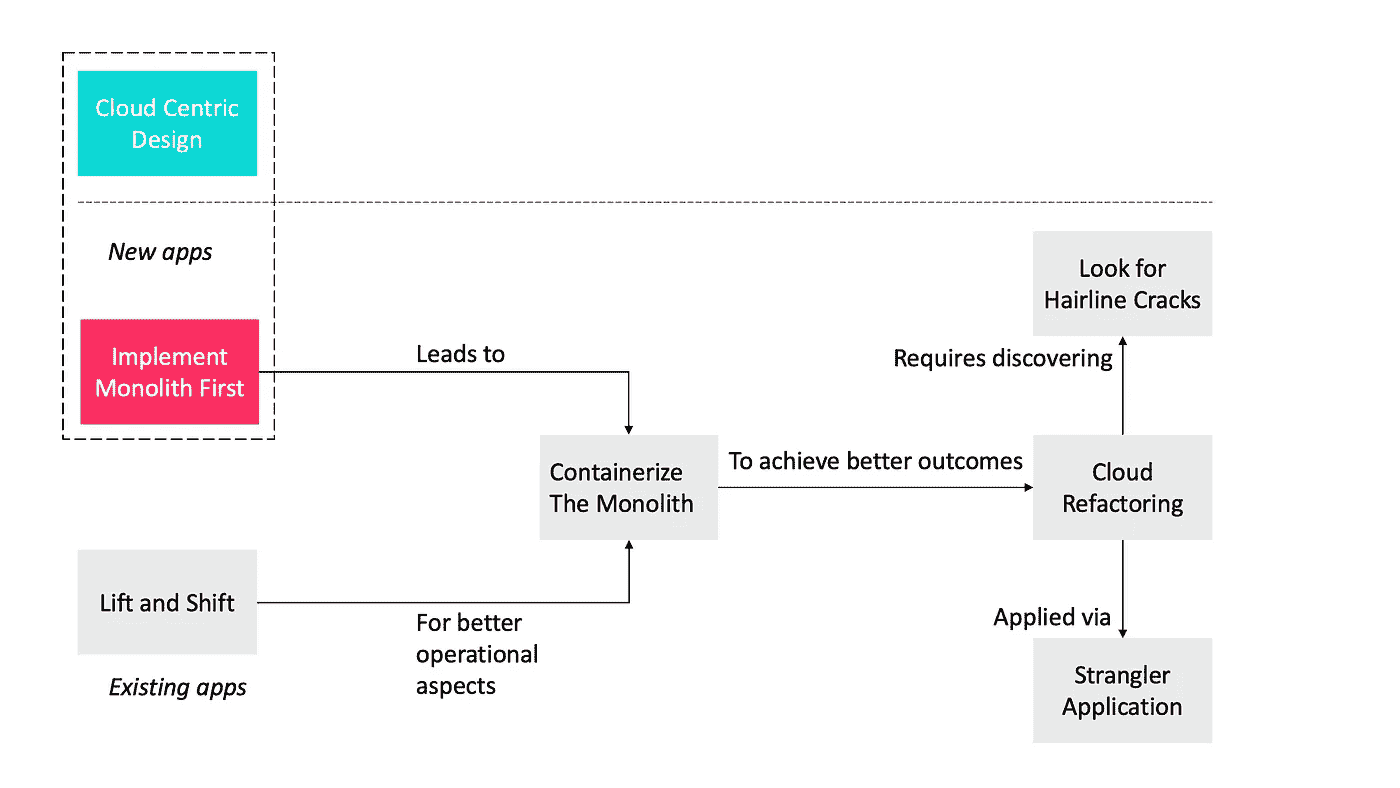 Cloud Centric
Design
New apps
Look for
Hairline Cracks
Implement
Monolith First
Leads to
Requires discovering
Containerize
The Monolith
To achieve better outcomes
Cloud
Refactoring
Lift and Shift
For better
operational
aspects
Applied via
Existing apps
Strangler
Application